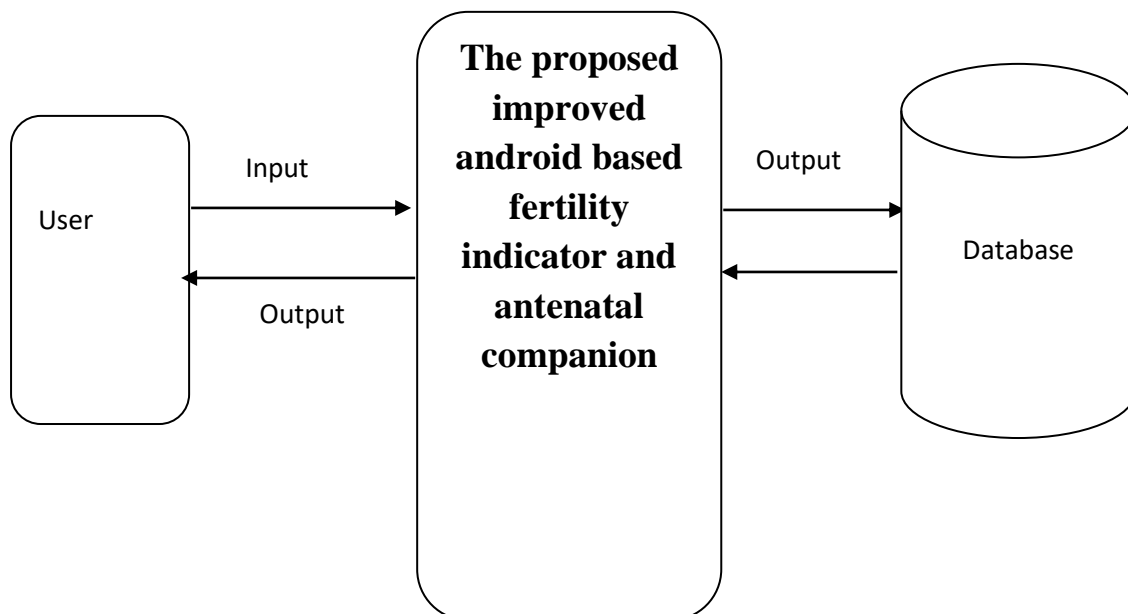 User
Input
Output
The proposed
improved
android based
fertility
indicator and
antenatal
companion
Output
Database